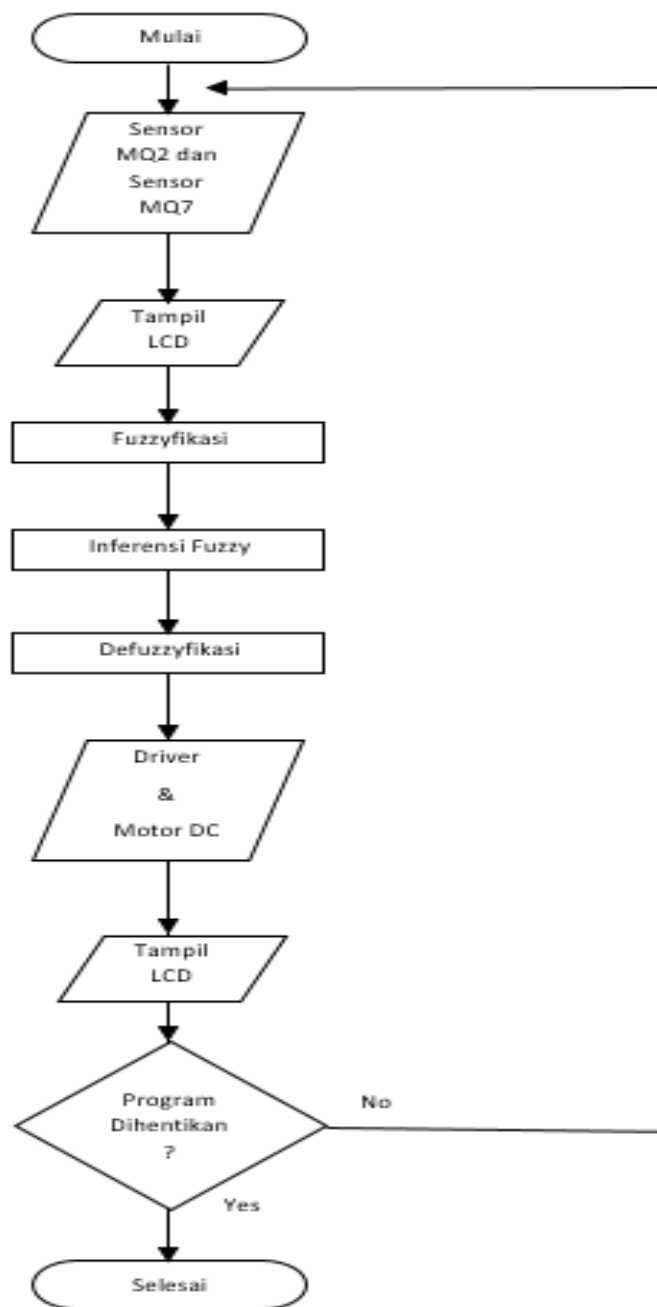 Mulai
Sensor
MQ2 dan
Sensor
MQ7
Tampil
LCD
Fuzzyfikasi
Inferensi Fuzzy
Defuzzyfikasi
Driver
&
Motor DC
Tampil
LCD
Program
Dihentikan
?
No
Yes
Selesai